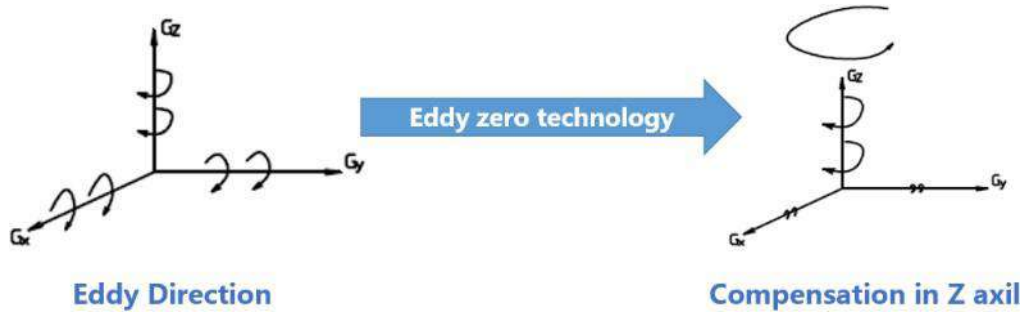 Gz
Gz
Eddy zero technology
Gy
Gy
Gx
Gx
Eddy Direction
Compensation in Z axil